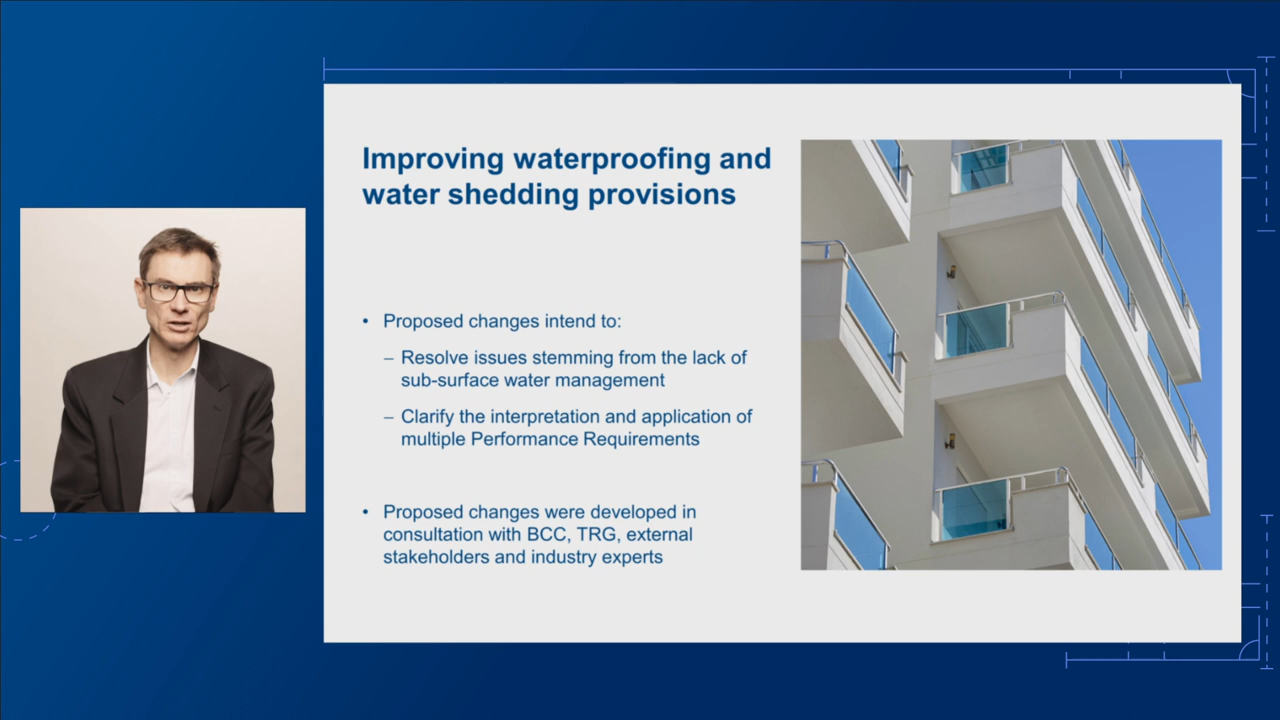 Improving waterproofing and
water shedding provisions
• Proposed changes intend to:
– Resolve issues stemming from the lack of
sub-surface water management
– Clarify the interpretation and application of
multiple Performance Requirements
• Proposed changes were developed in
consultation with BCC, TRG, external
stakeholders and industry experts